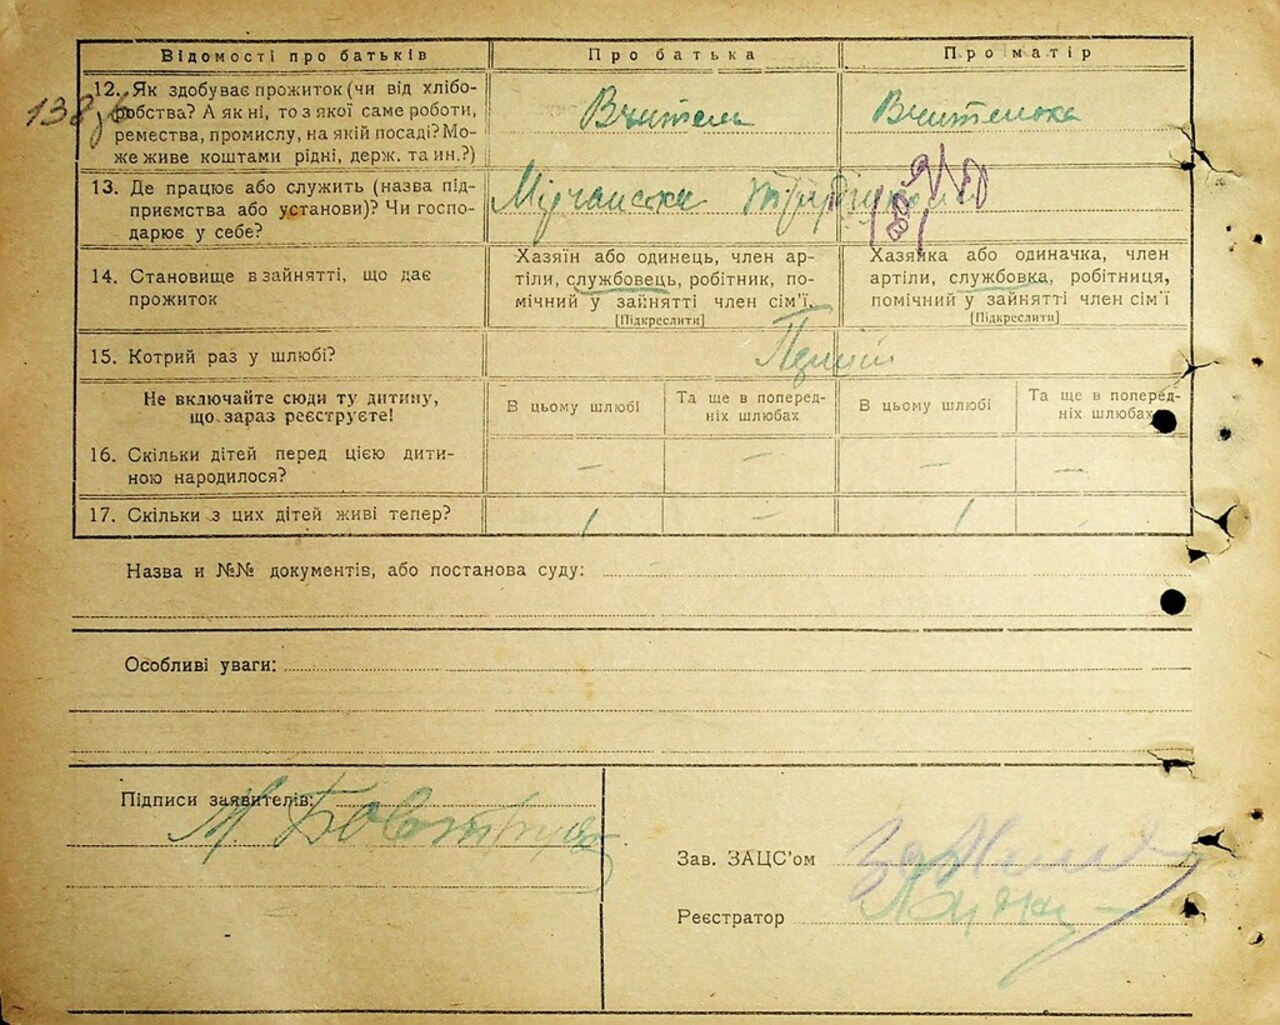 Відомості про батьків
Про батька
Про матір
138
12. Як здобуває прожиток (чи від хлібо-
робства? А як ні, то з якої саме роботи,
ремества, промислу, на якій посаді? Мо-
же живе коштами рідні, держ. та ин.?)
Вчитель
Вчителька
13. Де працює або служить (назва під-
приємства або установи)? Чи госпо-
дарює у себе?
14. Становище в зайнятті, що дає
прожиток
Хазяїн або одинець, член ар-
тіли, службовець, робітник, по-
мічний у зайнятті член сім'ї.
[Підкреслити]
Хазяйка або одиначка, член
артіли, службовка, робітниця,
помічний у зайнятті член сім'ї
[Підкреслити]
15. Котрий раз у шлюбі?
Не включайте сюди ту дитину,
що зараз реєструєте!
В цьому шлюбі
Та ще в поперед-
ніх шлюбах
В цьому шлюбі
Та ще в поперед-
ніх шлюбах
16. Скільки дітей перед цією дити-
ною народилося?
– – – –
17. Скільки з цих дітей живі тепер?
1 – 1
Назва и №№ документів, або постанова суду:
Особливі уваги:
Підписи заявителів:
М.
Зав. ЗАЦС'ом
Реєстратор